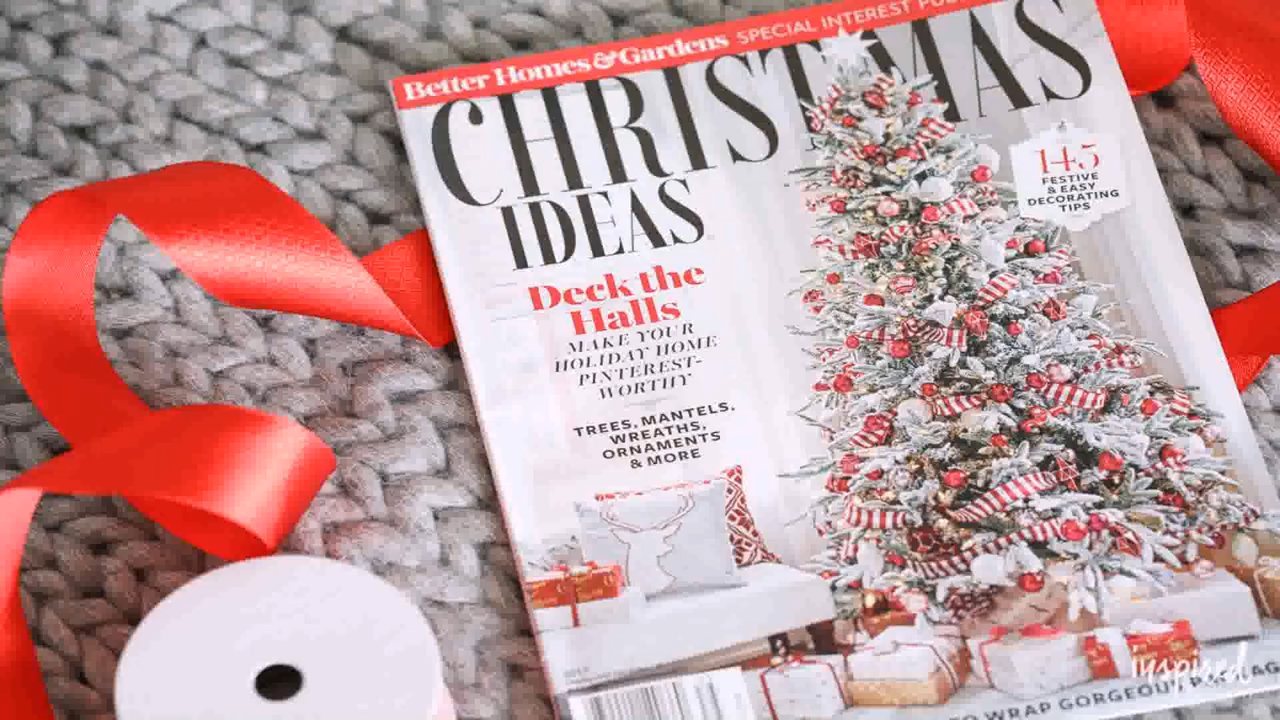 Better Homes & Gardens SPECIAL INTEREST
CHRISTMAS
IDEAS
145
FESTIVE
& EASY
DECORATING
TIPS
Deck the
Halls
MAKE YOUR
HOLIDAY HOME
PINTEREST-
WORTHY
TREES, MANTELS,
WREATHS,
ORNAMENTS
& MORE
TO WRAP GORGEOUS
inspired